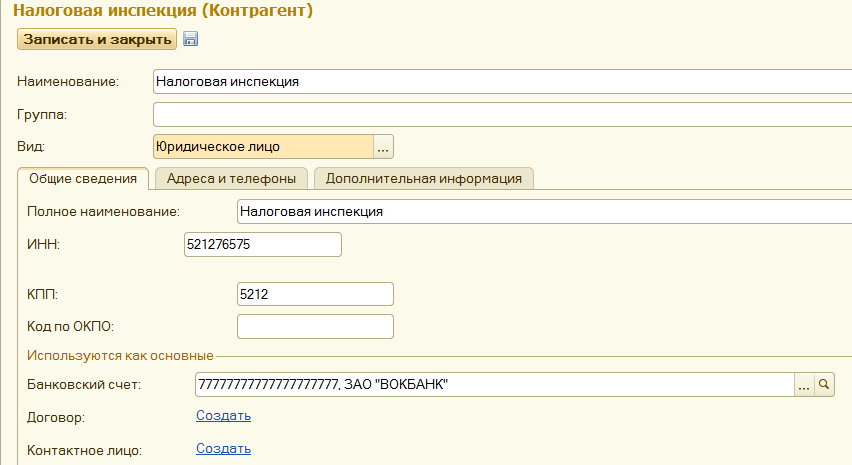 Налоговая инспекция (Контрагент)
Записать и закрыть
Наименование: Налоговая инспекция
Группа:
Вид: Юридическое лицо ...
Общие сведения Адреса и телефоны Дополнительная информация
Полное наименование: Налоговая инспекция
ИНН: 521276575
КПП: 5212
Код по ОКПО:
Используются как основные
Банковский счет: 77777777777777777777, ЗАО "ВОКБАНК" ...
Договор: Создать
Контактное лицо: Создать